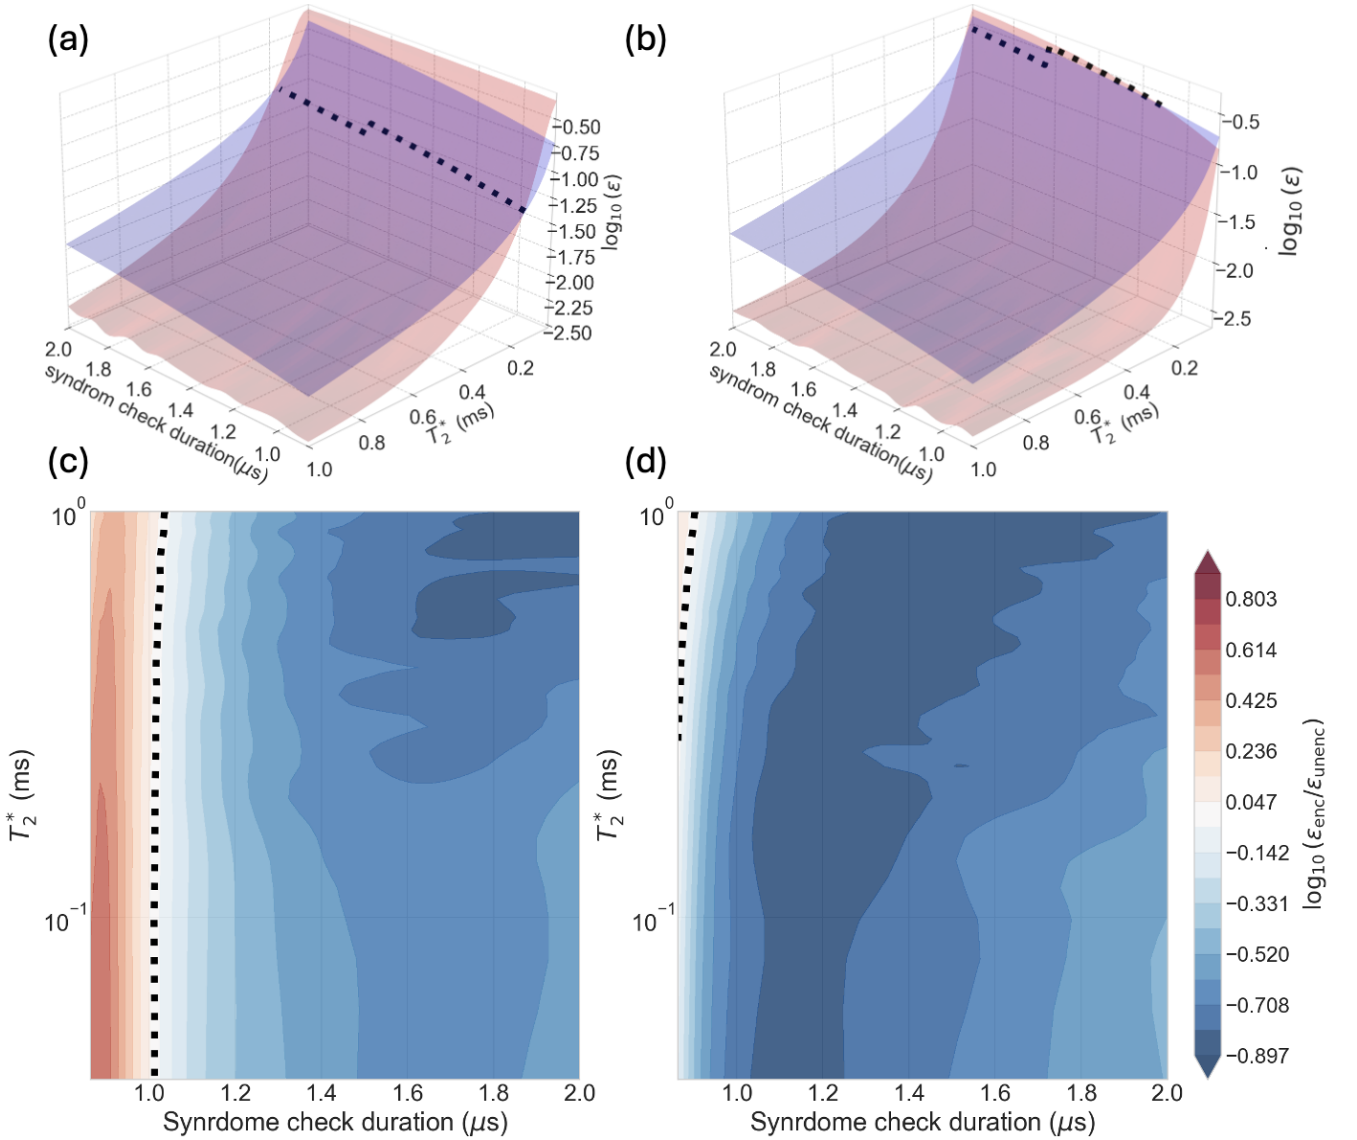 (a)
−0.50
−0.75
−1.00
−1.25
−1.50
−1.75
−2.00
−2.25
−2.50
log₁₀ (ε)
2.0
1.8
1.6
1.4
1.2
1.0
syndrom check duration(μs)
0.2
0.4
0.6
0.8
1.0
T₂* (ms)
(b)
−0.5
−1.0
−1.5
−2.0
−2.5
log₁₀ (ε)
2.0
1.8
1.6
1.4
1.2
1.0
syndrom check duration(μs)
0.2
0.4
0.6
0.8
1.0
T₂* (ms)
(c)
10⁰
10⁻¹
T₂* (ms)
1.0 1.2 1.4 1.6 1.8 2.0
Synrdome check duration (μs)
(d)
10⁰
10⁻¹
T₂* (ms)
1.0 1.2 1.4 1.6 1.8 2.0
Synrdome check duration (μs)
0.803
0.614
0.425
0.236
0.047
−0.142
−0.331
−0.520
−0.708
−0.897
log₁₀ (εenc/εunenc)